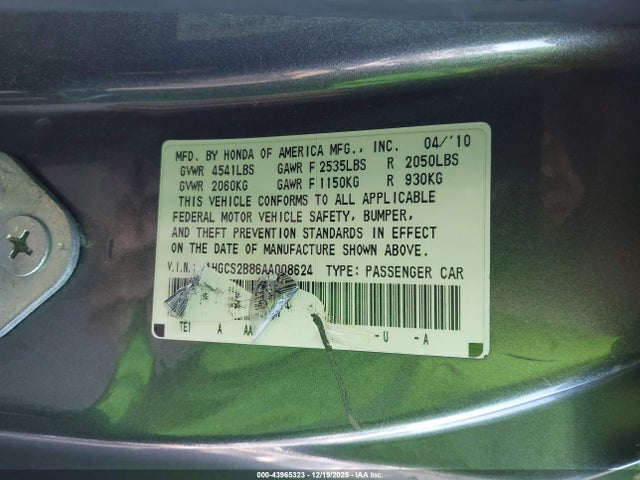 MFD. BY HONDA OF AMERICA MFG., INC. 04/'10
GVWR 4541LBS GAWR F 2535LBS R 2050LBS
GVWR 2060KG GAWR F 1150KG R 930KG
THIS VEHICLE CONFORMS TO ALL APPLICABLE
FEDERAL MOTOR VEHICLE SAFETY, BUMPER,
AND THEFT PREVENTION STANDARDS IN EFFECT
ON THE DATE OF MANUFACTURE SHOWN ABOVE.
V.I.N.: 1HGCS2B86AA008624 TYPE: PASSENGER CAR
TE1 A AA -U -A
000-43965323 - 12/19/2025 - IAA Inc.